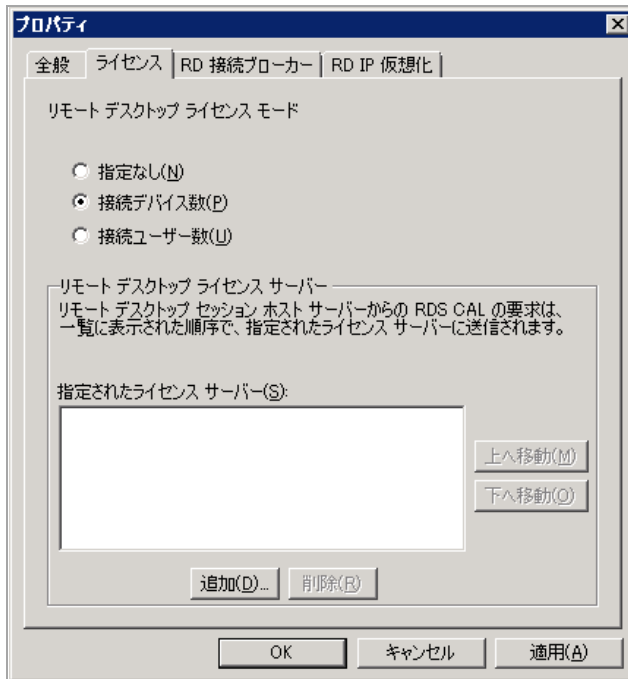 プロパティ
全般
ライセンス
RD 接続ブローカー
RD IP 仮想化
リモート デスクトップ ライセンス モード
指定なし(N)
接続デバイス数(P)
接続ユーザー数(U)
リモート デスクトップ ライセンス サーバー
リモート デスクトップ セッション ホスト サーバーからの RDS CAL の要求は、
一覧に表示された順序で、指定されたライセンス サーバーに送信されます。
指定されたライセンス サーバー(S):
上へ移動(M)
下へ移動(O)
追加(D)...
削除(R)
OK
キャンセル
適用(A)